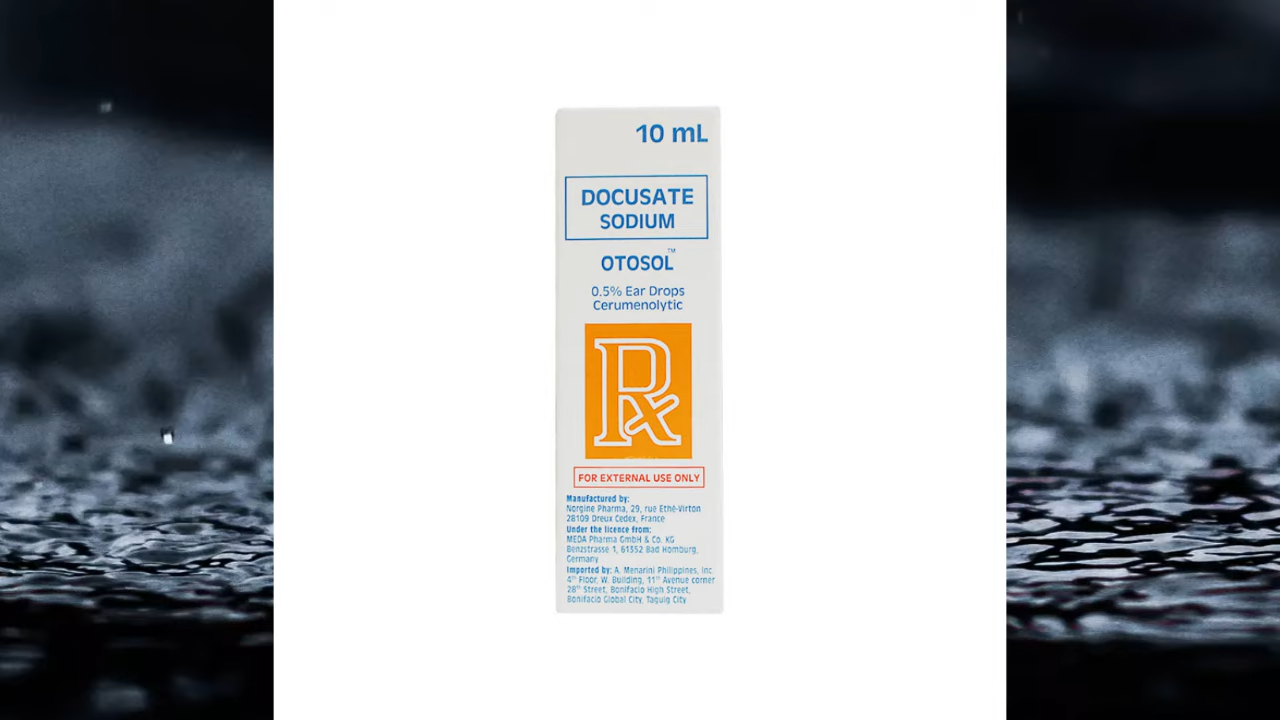 10 mL
DOCUSATE
SODIUM
OTOSOL™
0.5% Ear Drops
Cerumenolytic
Rx
FOR EXTERNAL USE ONLY
Manufactured by:
Norgine Pharma, 29, rue Ethé-Virton
28109 Dreux Cedex, France
Under the licence from:
MEDA Pharma GmbH & Co. KG
Benzstrasse 1, 61352 Bad Homburg,
Germany
Imported by: A. Menarini Philippines, Inc.
4th Floor, W. Building, 11th Avenue corner
28th Street, Bonifacio High Street,
Bonifacio Global City, Taguig City